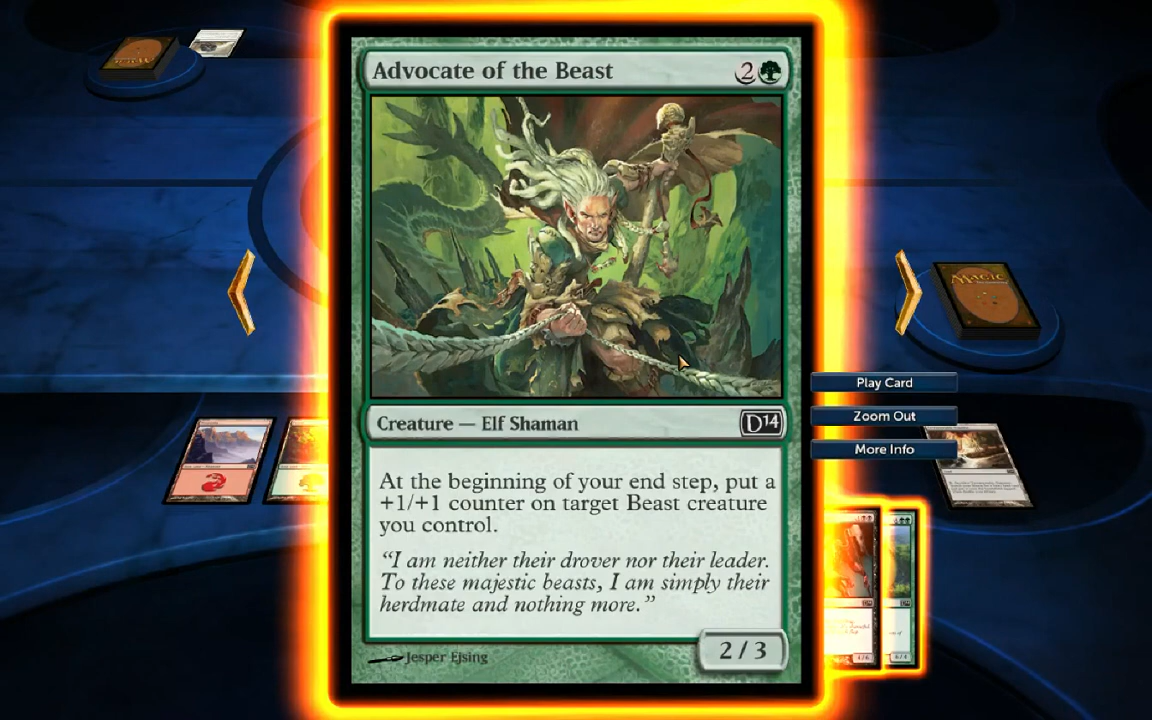 Advocate of the Beast 2
Creature — Elf Shaman D14
At the beginning of your end step, put a
+1/+1 counter on target Beast creature
you control.
“I am neither their drover nor their leader.
To these majestic beasts, I am simply their
herdmate and nothing more.”
2 / 3
Jesper Ejsing
MAGIC
Play Card
Zoom Out
More Info